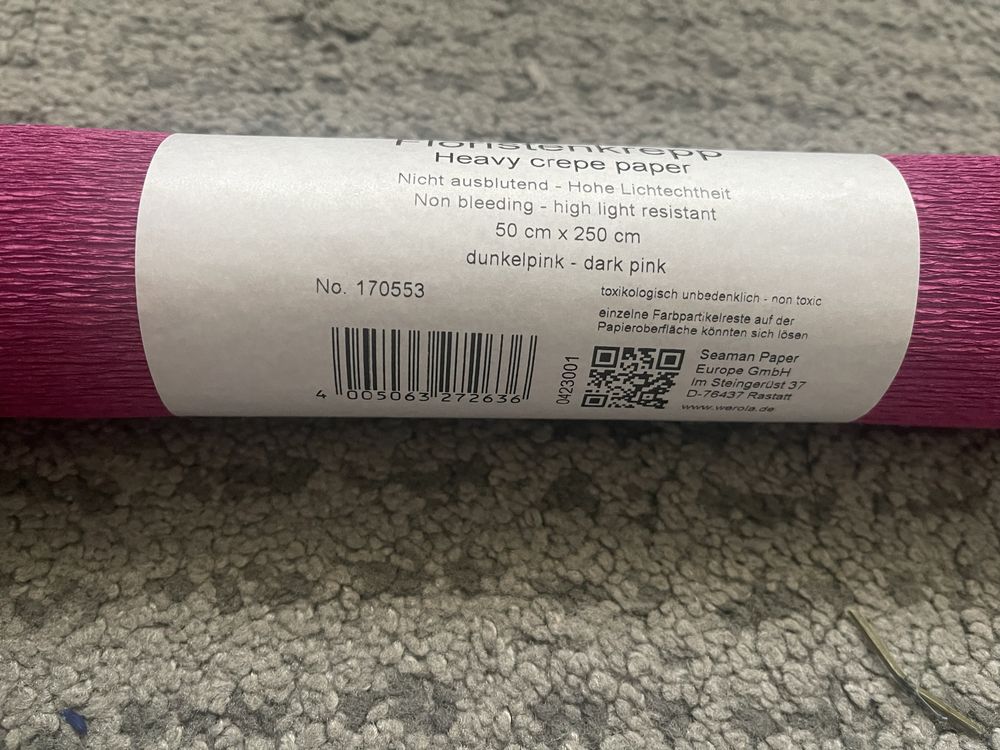 Floristenkrepp
Heavy crepe paper
Nicht ausblutend - Hohe Lichtechtheit
Non bleeding - high light resistant
50 cm x 250 cm
dunkelpink - dark pink
No. 170553
toxikologisch unbedenklich - non toxic
einzelne Farbpartikelreste auf der
Papieroberfläche könnten sich lösen
4 005063 272636
0423001
Seaman Paper
Europe GmbH
Im Steingerüst 37
D-76437 Rastatt
www.werola.de